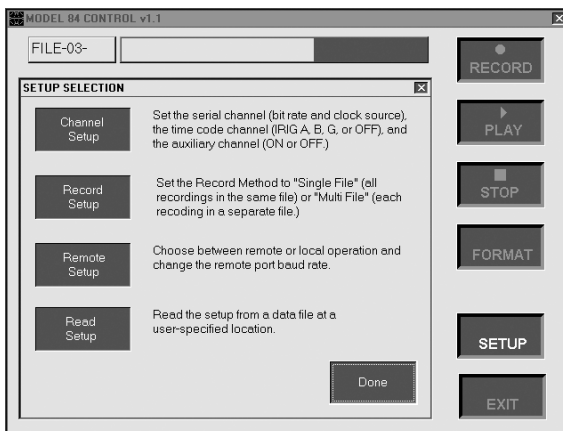 MODEL 84 CONTROL v1.1
FILE-03-
RECORD
SETUP SELECTION
Channel
Setup
Set the serial channel (bit rate and clock source),
the time code channel (IRIG A, B, G, or OFF), and
the auxiliary channel (ON or OFF.)
PLAY
Record
Setup
Set the Record Method to "Single File" (all
recordings in the same file) or "Multi File" (each
recoding in a separate file.)
STOP
Remote
Setup
Choose between remote or local operation and
change the remote port baud rate.
FORMAT
Read
Setup
Read the setup from a data file at a
user-specified location.
SETUP
Done
EXIT